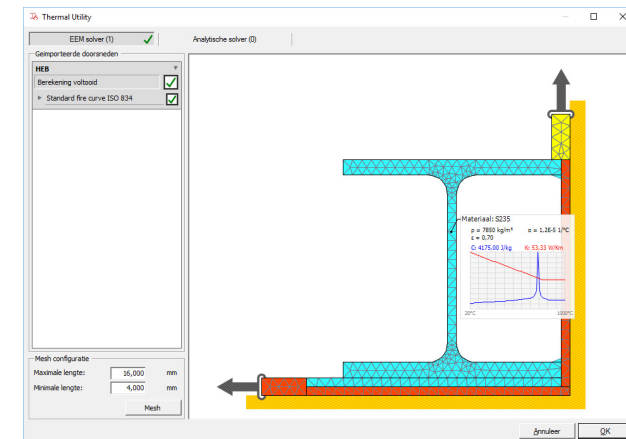 Thermal Utility
EEM solver (1)
Analytische solver (0)
Geïmporteerde doorsneden
HEB
Berekening voltooid
Standard fire curve ISO 834
Materiaal: S235
ρ = 7850 kg/m³ α = 1,2E-5 1/°C
ε = 0,70
C: 4175,00 J/kg K: 53.33 W/Km
20°C 1000°C
Mesh configuratie
Maximale lengte: 16,000 mm
Minimale lengte: 4,000 mm
Mesh
Annuleer
OK